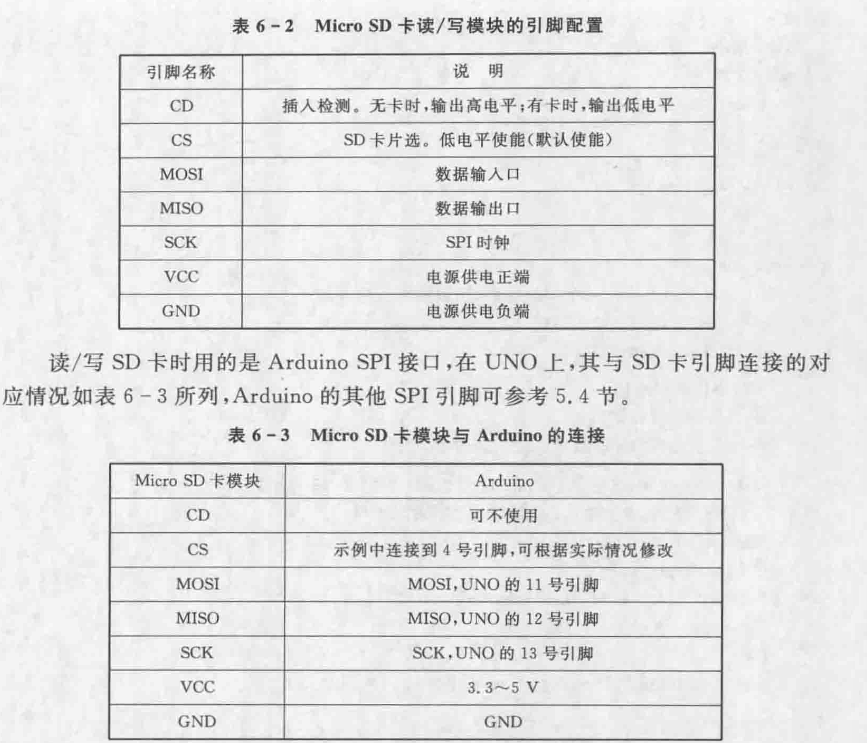 表 6-2 Micro SD 卡读/写模块的引脚配置
引脚名称 说 明
CD 插入检测。无卡时,输出高电平;有卡时,输出低电平
CS SD 卡片选。低电平使能(默认使能)
MOSI 数据输入口
MISO 数据输出口
SCK SPI 时钟
VCC 电源供电正端
GND 电源供电负端
读/写 SD 卡时用的是 Arduino SPI 接口,在 UNO 上,其与 SD 卡引脚连接的对
应情况如表 6-3 所列,Arduino 的其他 SPI 引脚可参考 5.4 节。
表 6-3 Micro SD 卡模块与 Arduino 的连接
Micro SD 卡模块 Arduino
CD 可不使用
CS 示例中连接到 4 号引脚,可根据实际情况修改
MOSI MOSI,UNO 的 11 号引脚
MISO MISO,UNO 的 12 号引脚
SCK SCK,UNO 的 13 号引脚
VCC 3.3~5 V
GND GND